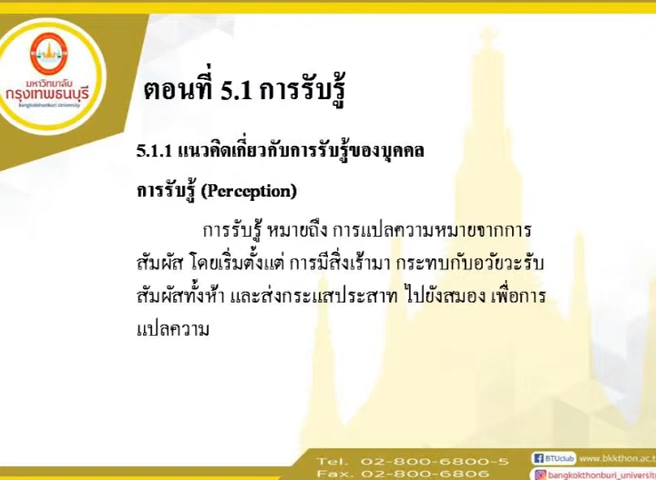 มหาวิทยาลัย
กรุงเทพธนบุรี
Bangkokthonburi University
ตอนที่ 5.1 การรับรู้
5.1.1 แนวคิดเกี่ยวกับการรับรู้ของบุคคล
การรับรู้ (Perception)
การรับรู้ หมายถึง การแปลความหมายจากการ
สัมผัส โดยเริ่มตั้งแต่ การมีสิ่งเร้ามา กระทบกับอวัยวะรับ
สัมผัสทั้งห้า และส่งกระแสประสาท ไปยังสมอง เพื่อการ
แปลความ
Tel. 02-800-6800-5
Fax. 02-800-6806
BTUclub www.bkkthon.ac.t
bangkokthonburi_university